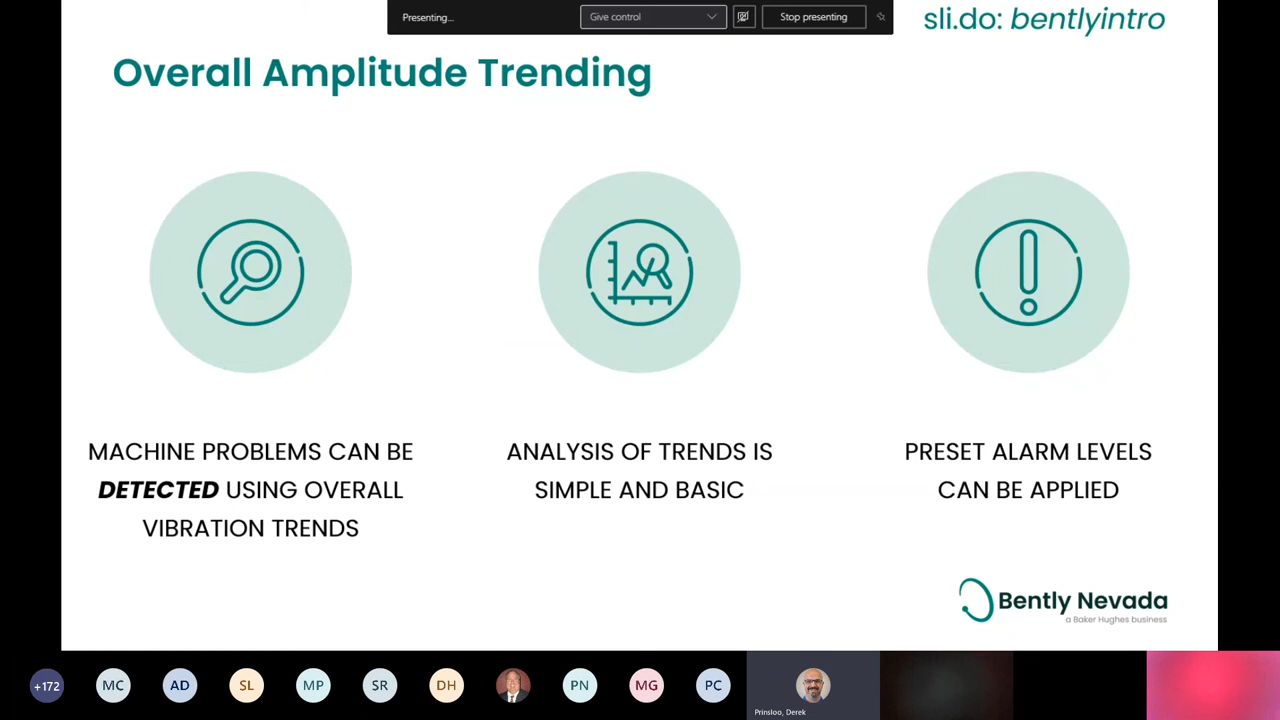 Presenting...
Give control
Stop presenting
sli.do: bentlyintro
Overall Amplitude Trending
MACHINE PROBLEMS CAN BE
DETECTED USING OVERALL
VIBRATION TRENDS
ANALYSIS OF TRENDS IS
SIMPLE AND BASIC
PRESET ALARM LEVELS
CAN BE APPLIED
Bently Nevada
a Baker Hughes business
+172
MC
AD
SL
MP
SR
DH
PN
MG
PC
Prinsloo, Derek